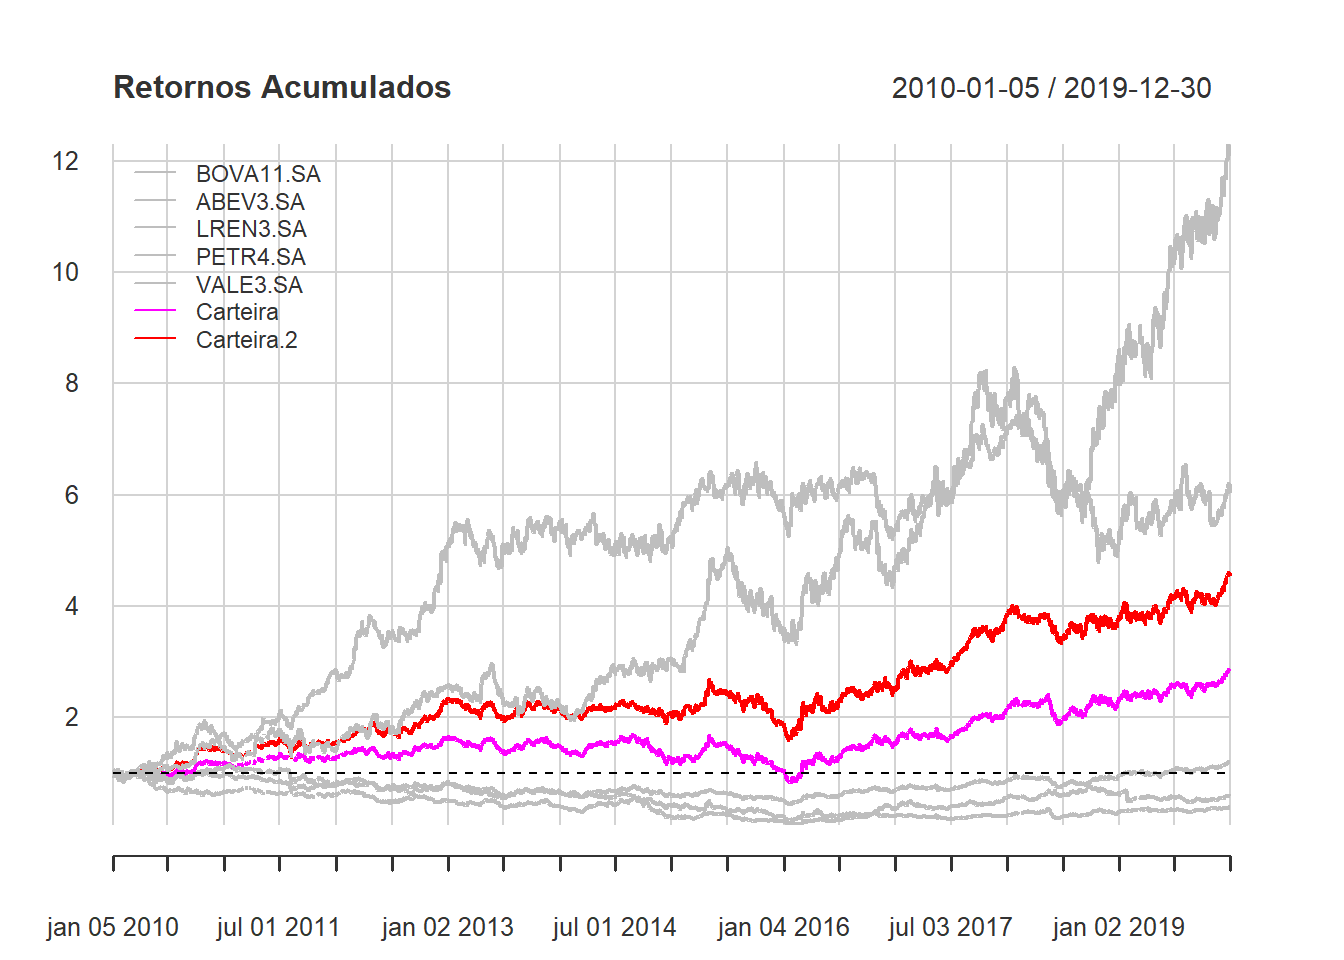 Retornos Acumulados
2010-01-05 / 2019-12-30
12
10
8
6
4
2
BOVA11.SA
ABEV3.SA
LREN3.SA
PETR4.SA
VALE3.SA
Carteira
Carteira.2
jan 05 2010
jul 01 2011
jan 02 2013
jul 01 2014
jan 04 2016
jul 03 2017
jan 02 2019